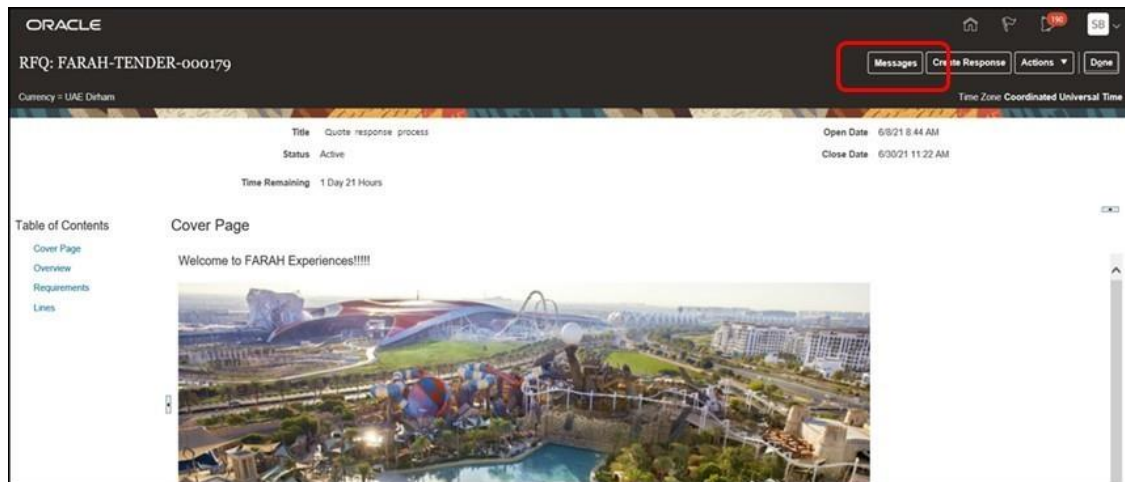 ORACLE
190
SB
RFQ: FARAH-TENDER-000179
Messages
Create Response
Actions
Done
Currency = UAE Dirham
Time Zone Coordinated Universal Time
Title Quote response process
Open Date 6/8/21 8:44 AM
Status Active
Close Date 6/30/21 11:22 AM
Time Remaining 1 Day 21 Hours
Table of Contents
Cover Page
Cover Page
Overview
Welcome to FARAH Experiences!!!!!
Requirements
Lines